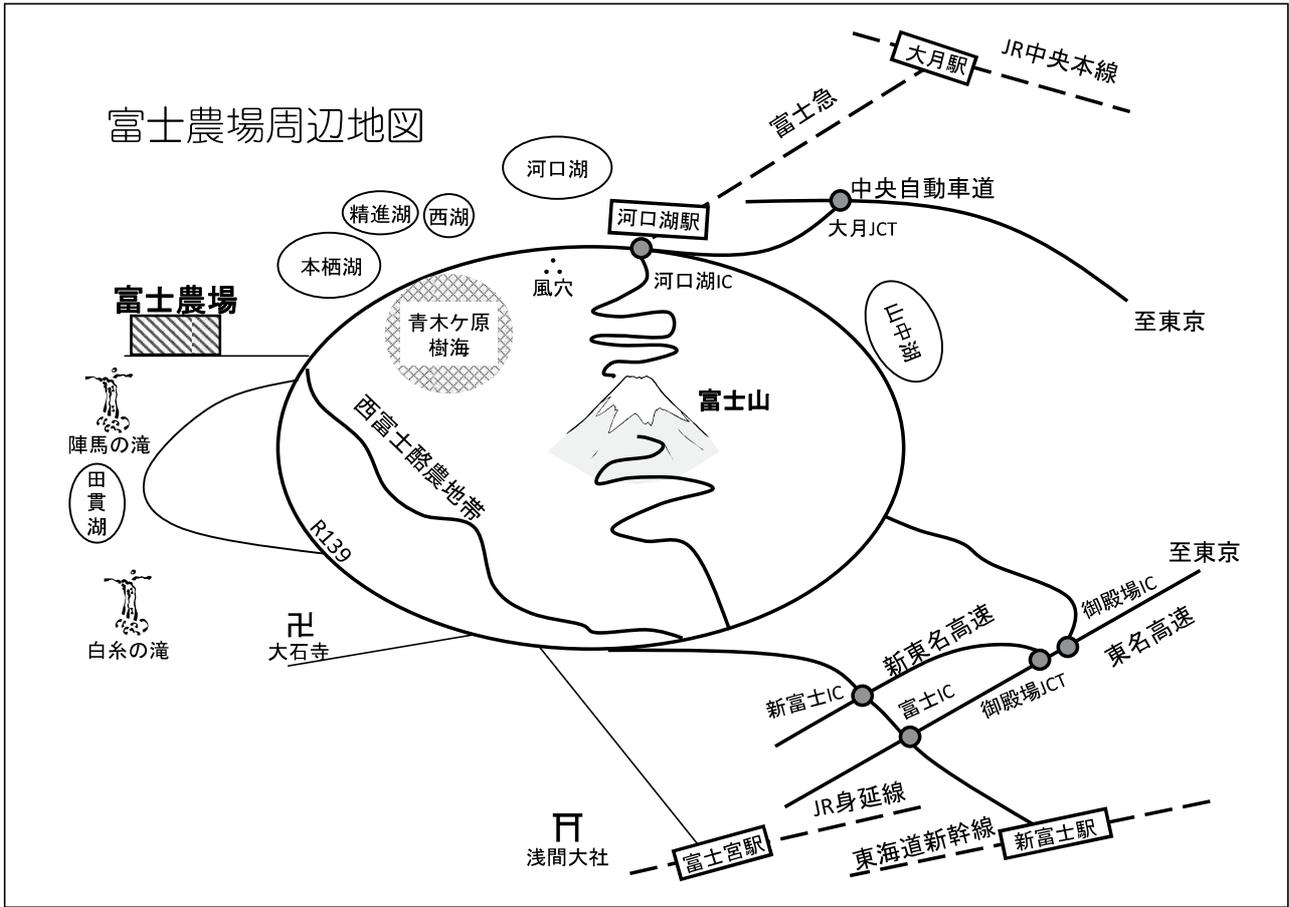 大月駅
JR中央本線
富士急
富士農場周辺地図
河口湖
中央自動車道
精進湖
西湖
河口湖駅
大月JCT
本栖湖
風穴
河口湖IC
富士農場
青木ケ原
樹海
山中湖
至東京
富士山
陣馬の滝
西富士酪農地帯
田
貫
湖
R139
至東京
御殿場IC
白糸の滝
卍
大石寺
新東名高速
東名高速
新富士IC
富士IC
御殿場JCT
JR身延線
浅間大社
富士宮駅
東海道新幹線
新富士駅